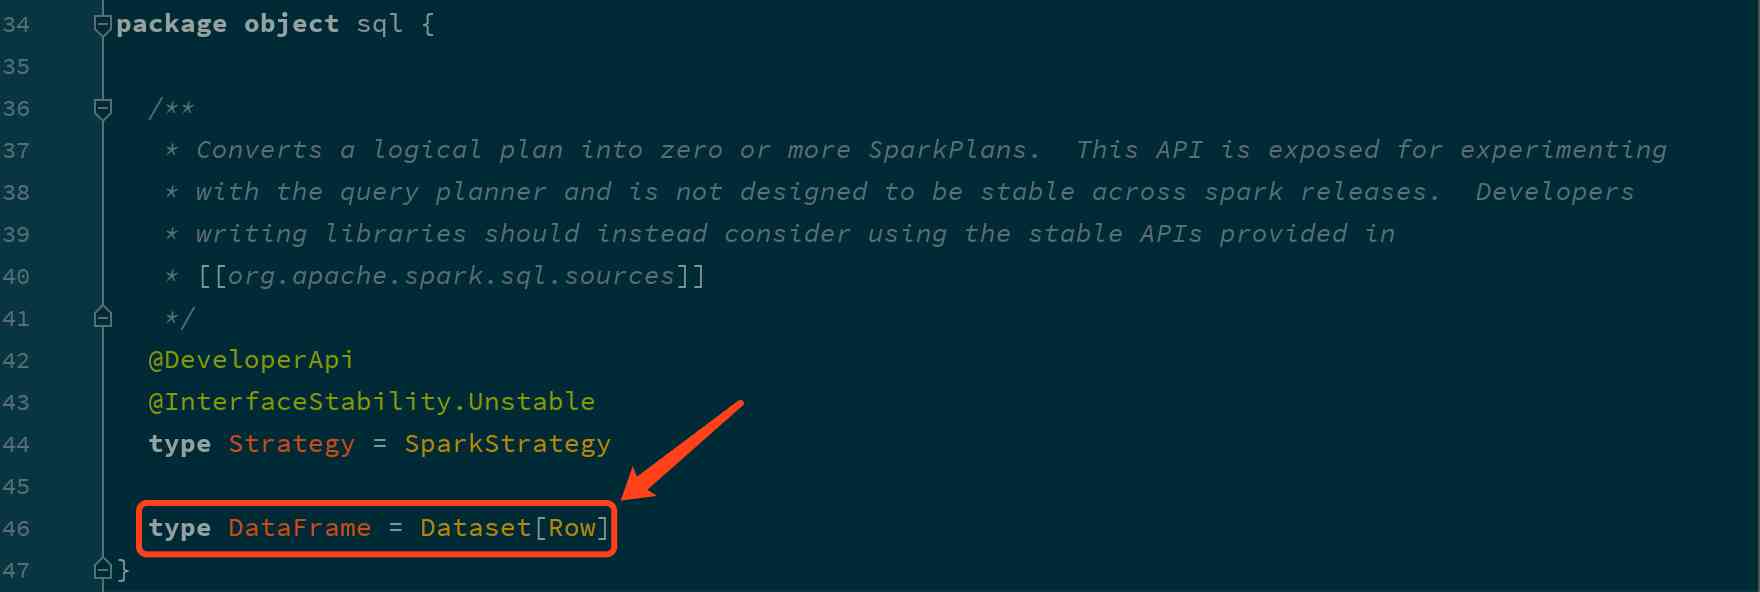 34 package object sql {
35
36 /**
37 * Converts a logical plan into zero or more SparkPlans.  This API is exposed for experimenting
38 * with the query planner and is not designed to be stable across spark releases.  Developers
39 * writing libraries should instead consider using the stable APIs provided in
40 * [[org.apache.spark.sql.sources]]
41 */
42 @DeveloperApi
43 @InterfaceStability.Unstable
44 type Strategy = SparkStrategy
45
46 type DataFrame = Dataset[Row]
47 }